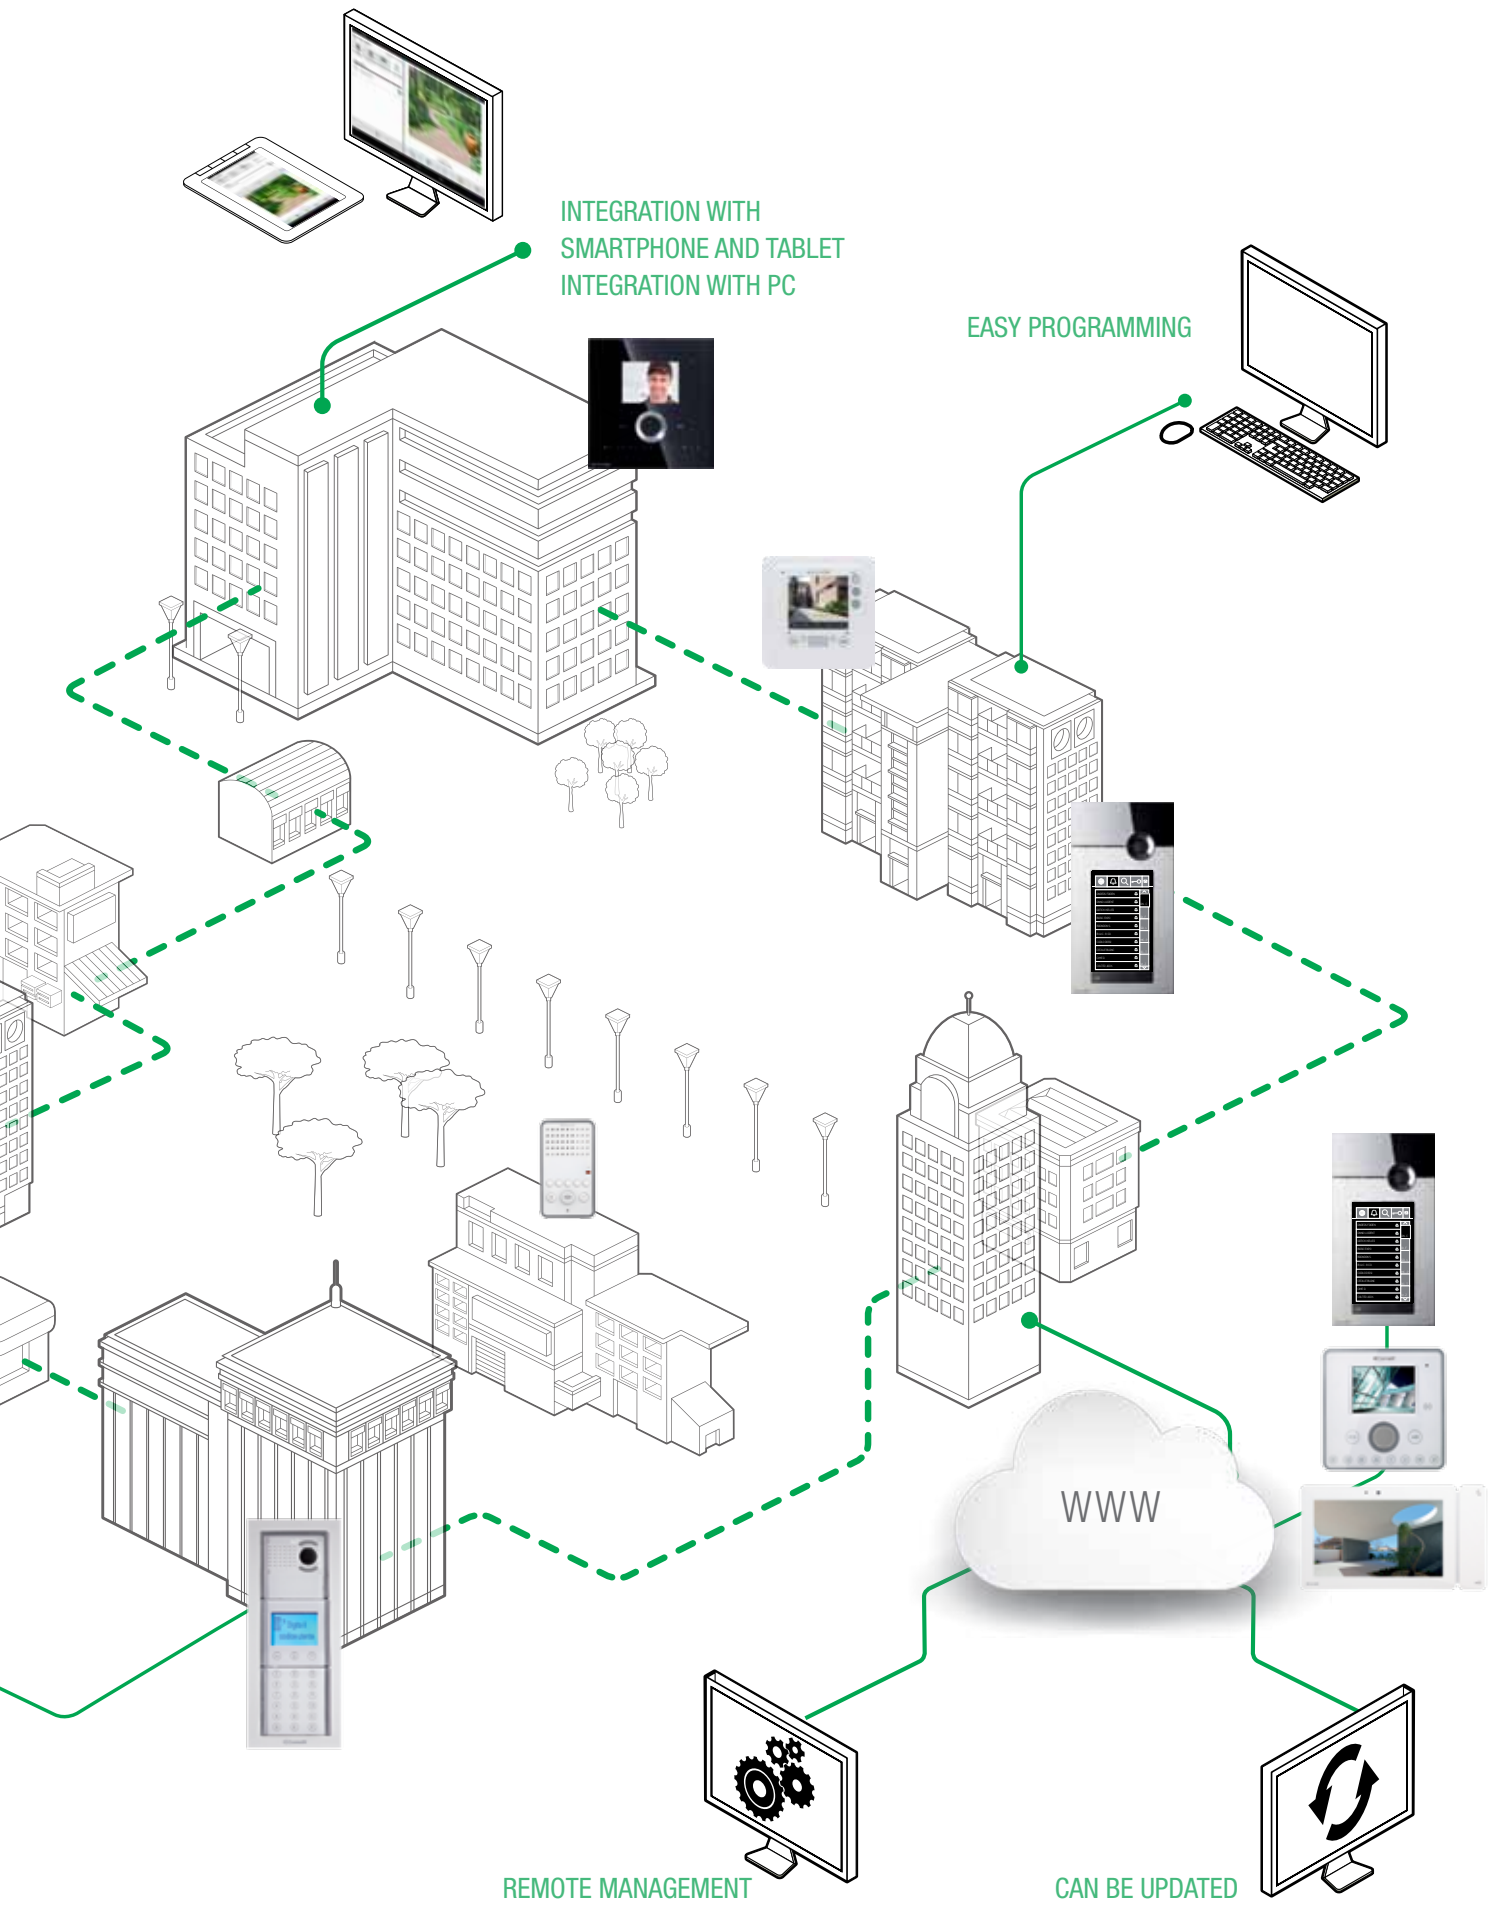 INTEGRATION WITH
SMARTPHONE AND TABLET
INTEGRATION WITH PC
EASY PROGRAMMING
WWW
REMOTE MANAGEMENT
CAN BE UPDATED